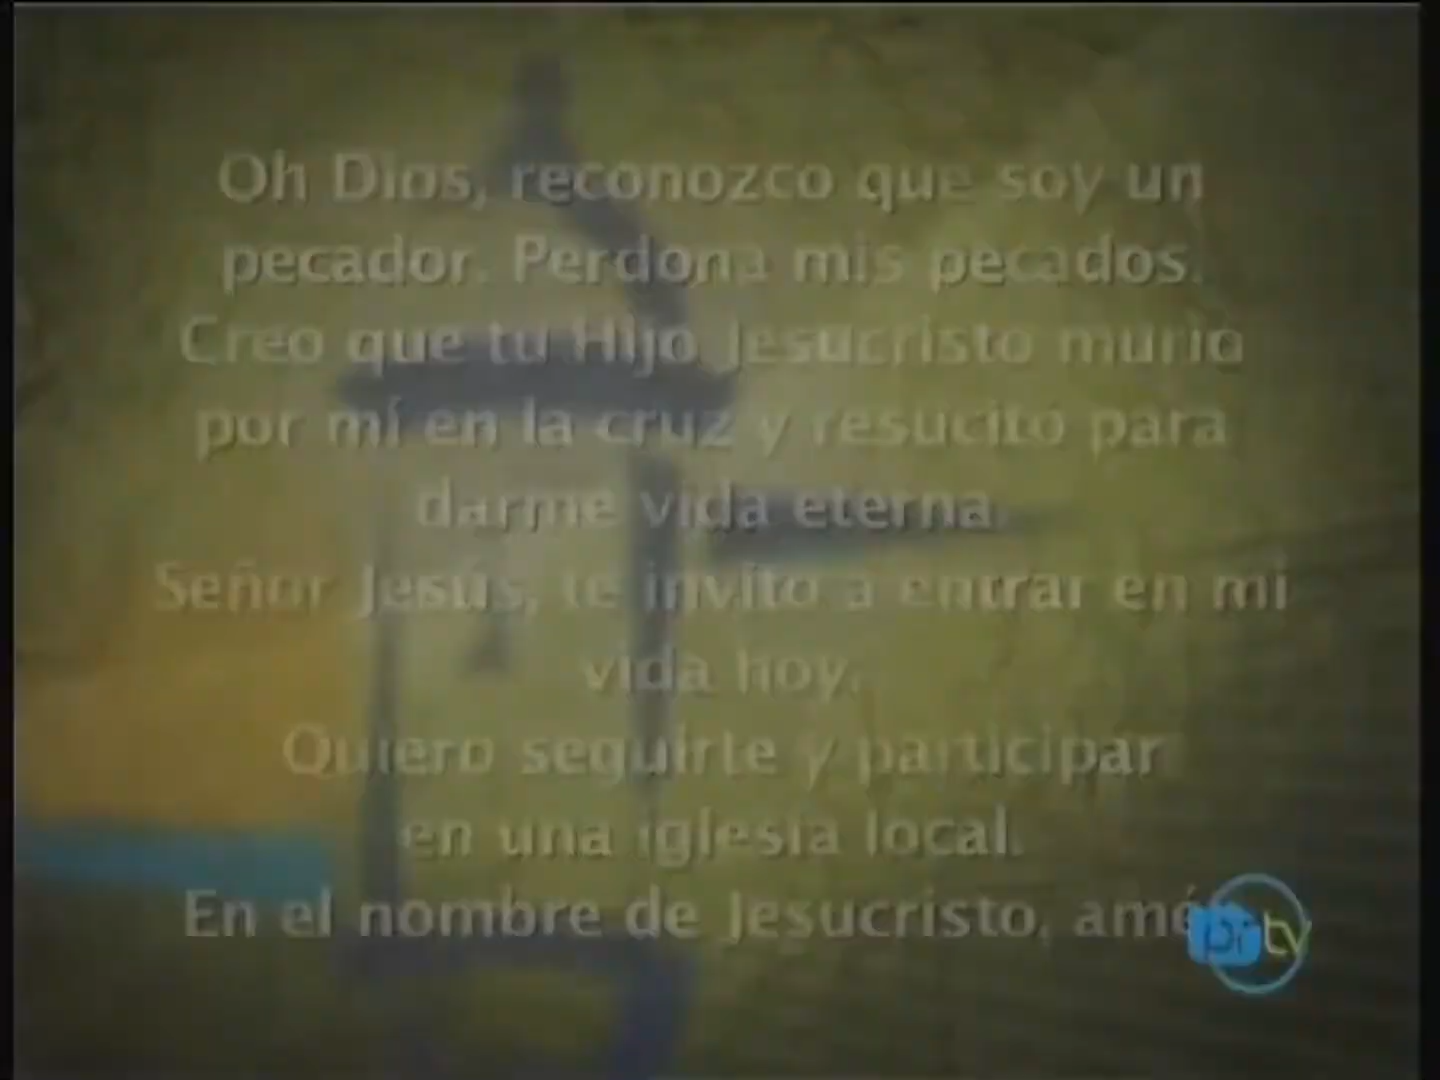 Oh Dios, reconozco que soy un
pecador. Perdona mis pecados.
Creo que tu Hijo Jesucristo murió
por mí en la cruz y resucitó para
darme vida eterna.
Señor Jesús, te invito a entrar en mi
vida hoy.
Quiero seguirte y participar
en una iglesia local.
En el nombre de Jesucristo, amé
pitv